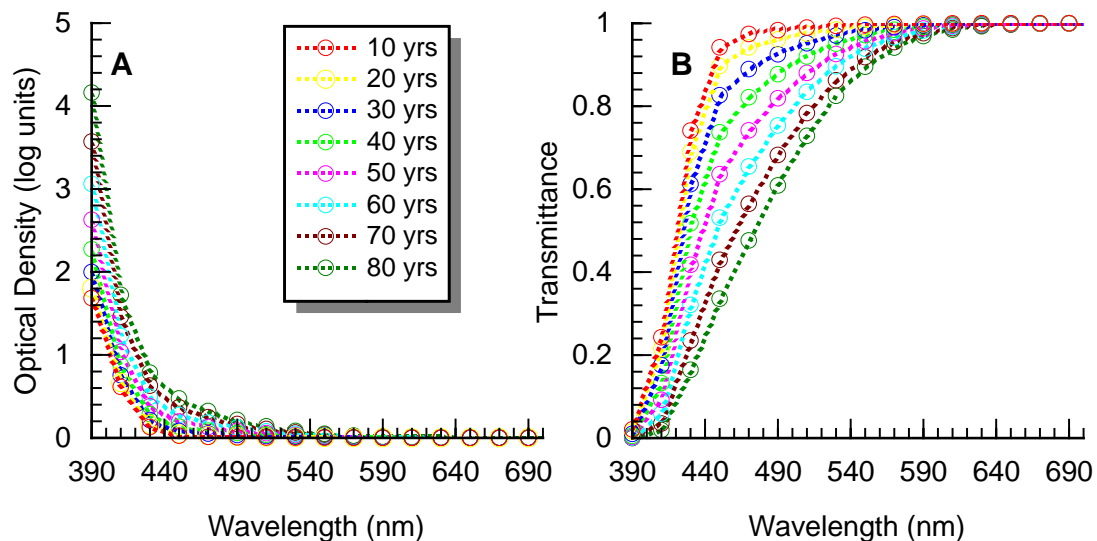 A
Optical Density (log units)
5
4
3
2
1
0
390 440 490 540 590 640 690
Wavelength (nm)
10 yrs
20 yrs
30 yrs
40 yrs
50 yrs
60 yrs
70 yrs
80 yrs
B
Transmittance
1
0.8
0.6
0.4
0.2
0
390 440 490 540 590 640 690
Wavelength (nm)